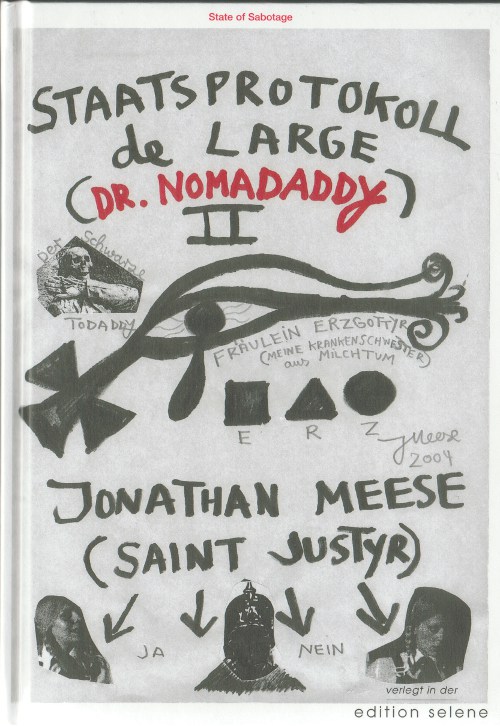 State of Sabotage
STAATSPROTOKOLL
de LARGE
(DR. NOMADADDY)
II
DER SCHWARZE
TODADDY
FRÄULEIN ERZGOTTYR
(MEINE KRANKENSCHWESTER)
aus MILCHTUM
E R Z
JMeese
2004
JONATHAN MEESE
(SAINT JUSTYR)
JA NEIN
verlegt in der
edition selene